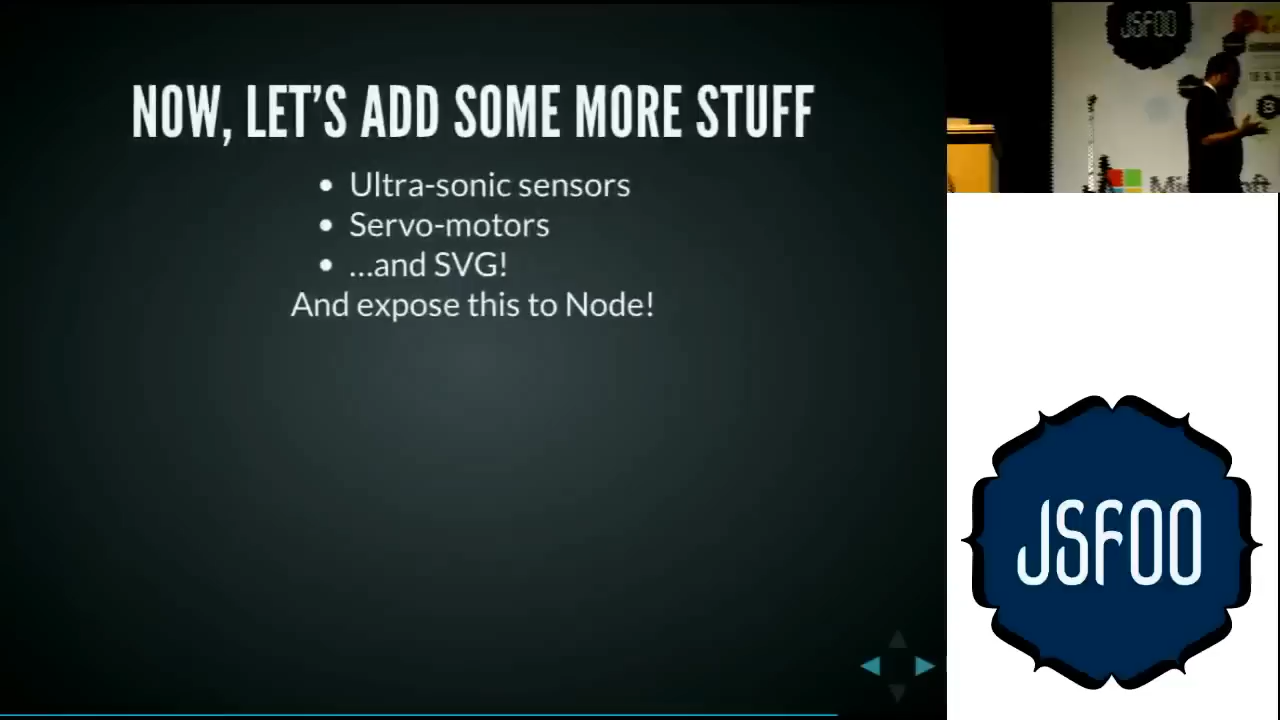 NOW, LET'S ADD SOME MORE STUFF
• Ultra-sonic sensors
• Servo-motors
• ...and SVG!
And expose this to Node!
JSFOO
Microsoft
JSFOO